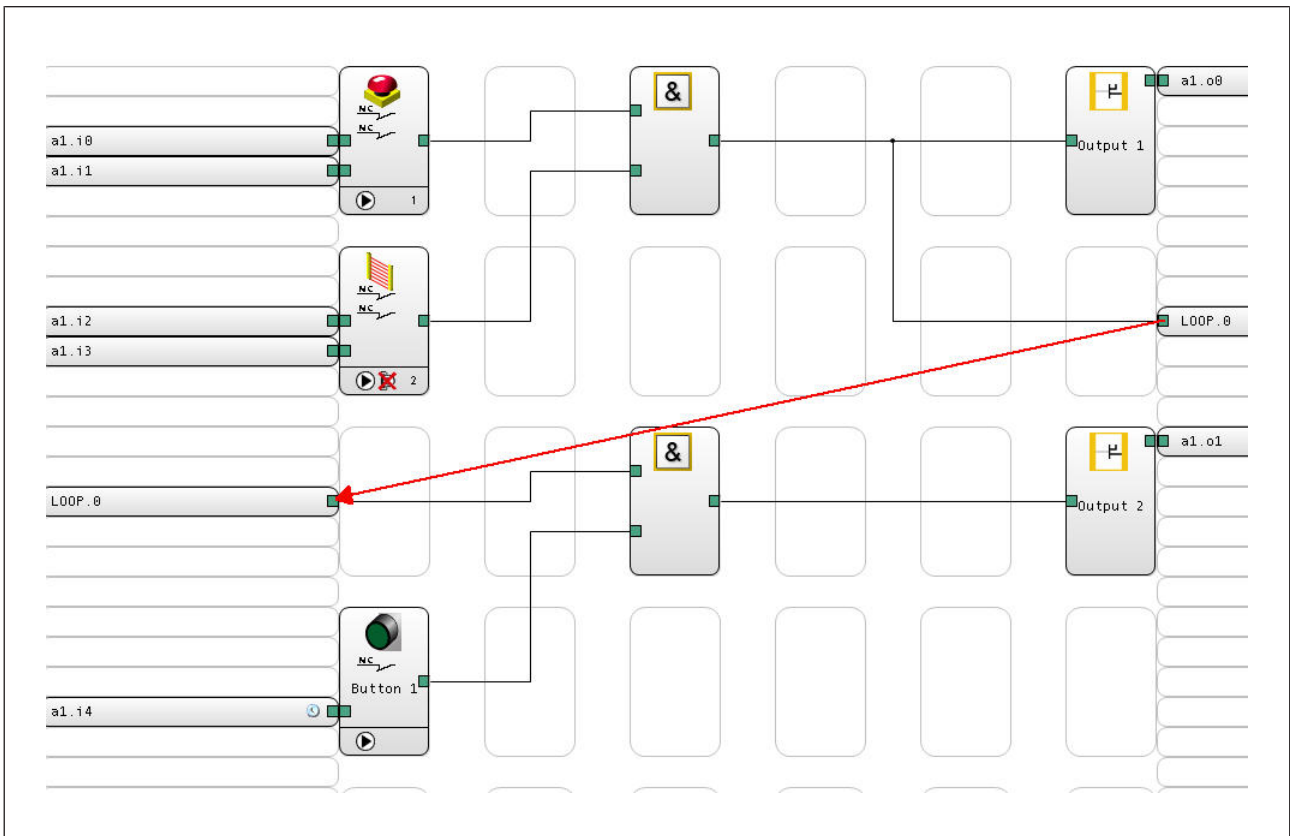 & a1.o0
NC
a1.i0 NC Output 1
a1.i1
1
NC
a1.i2 NC LOOP.0
a1.i3
2
& a1.o1
LOOP.0 Output 2
NC
Button 1
a1.i4